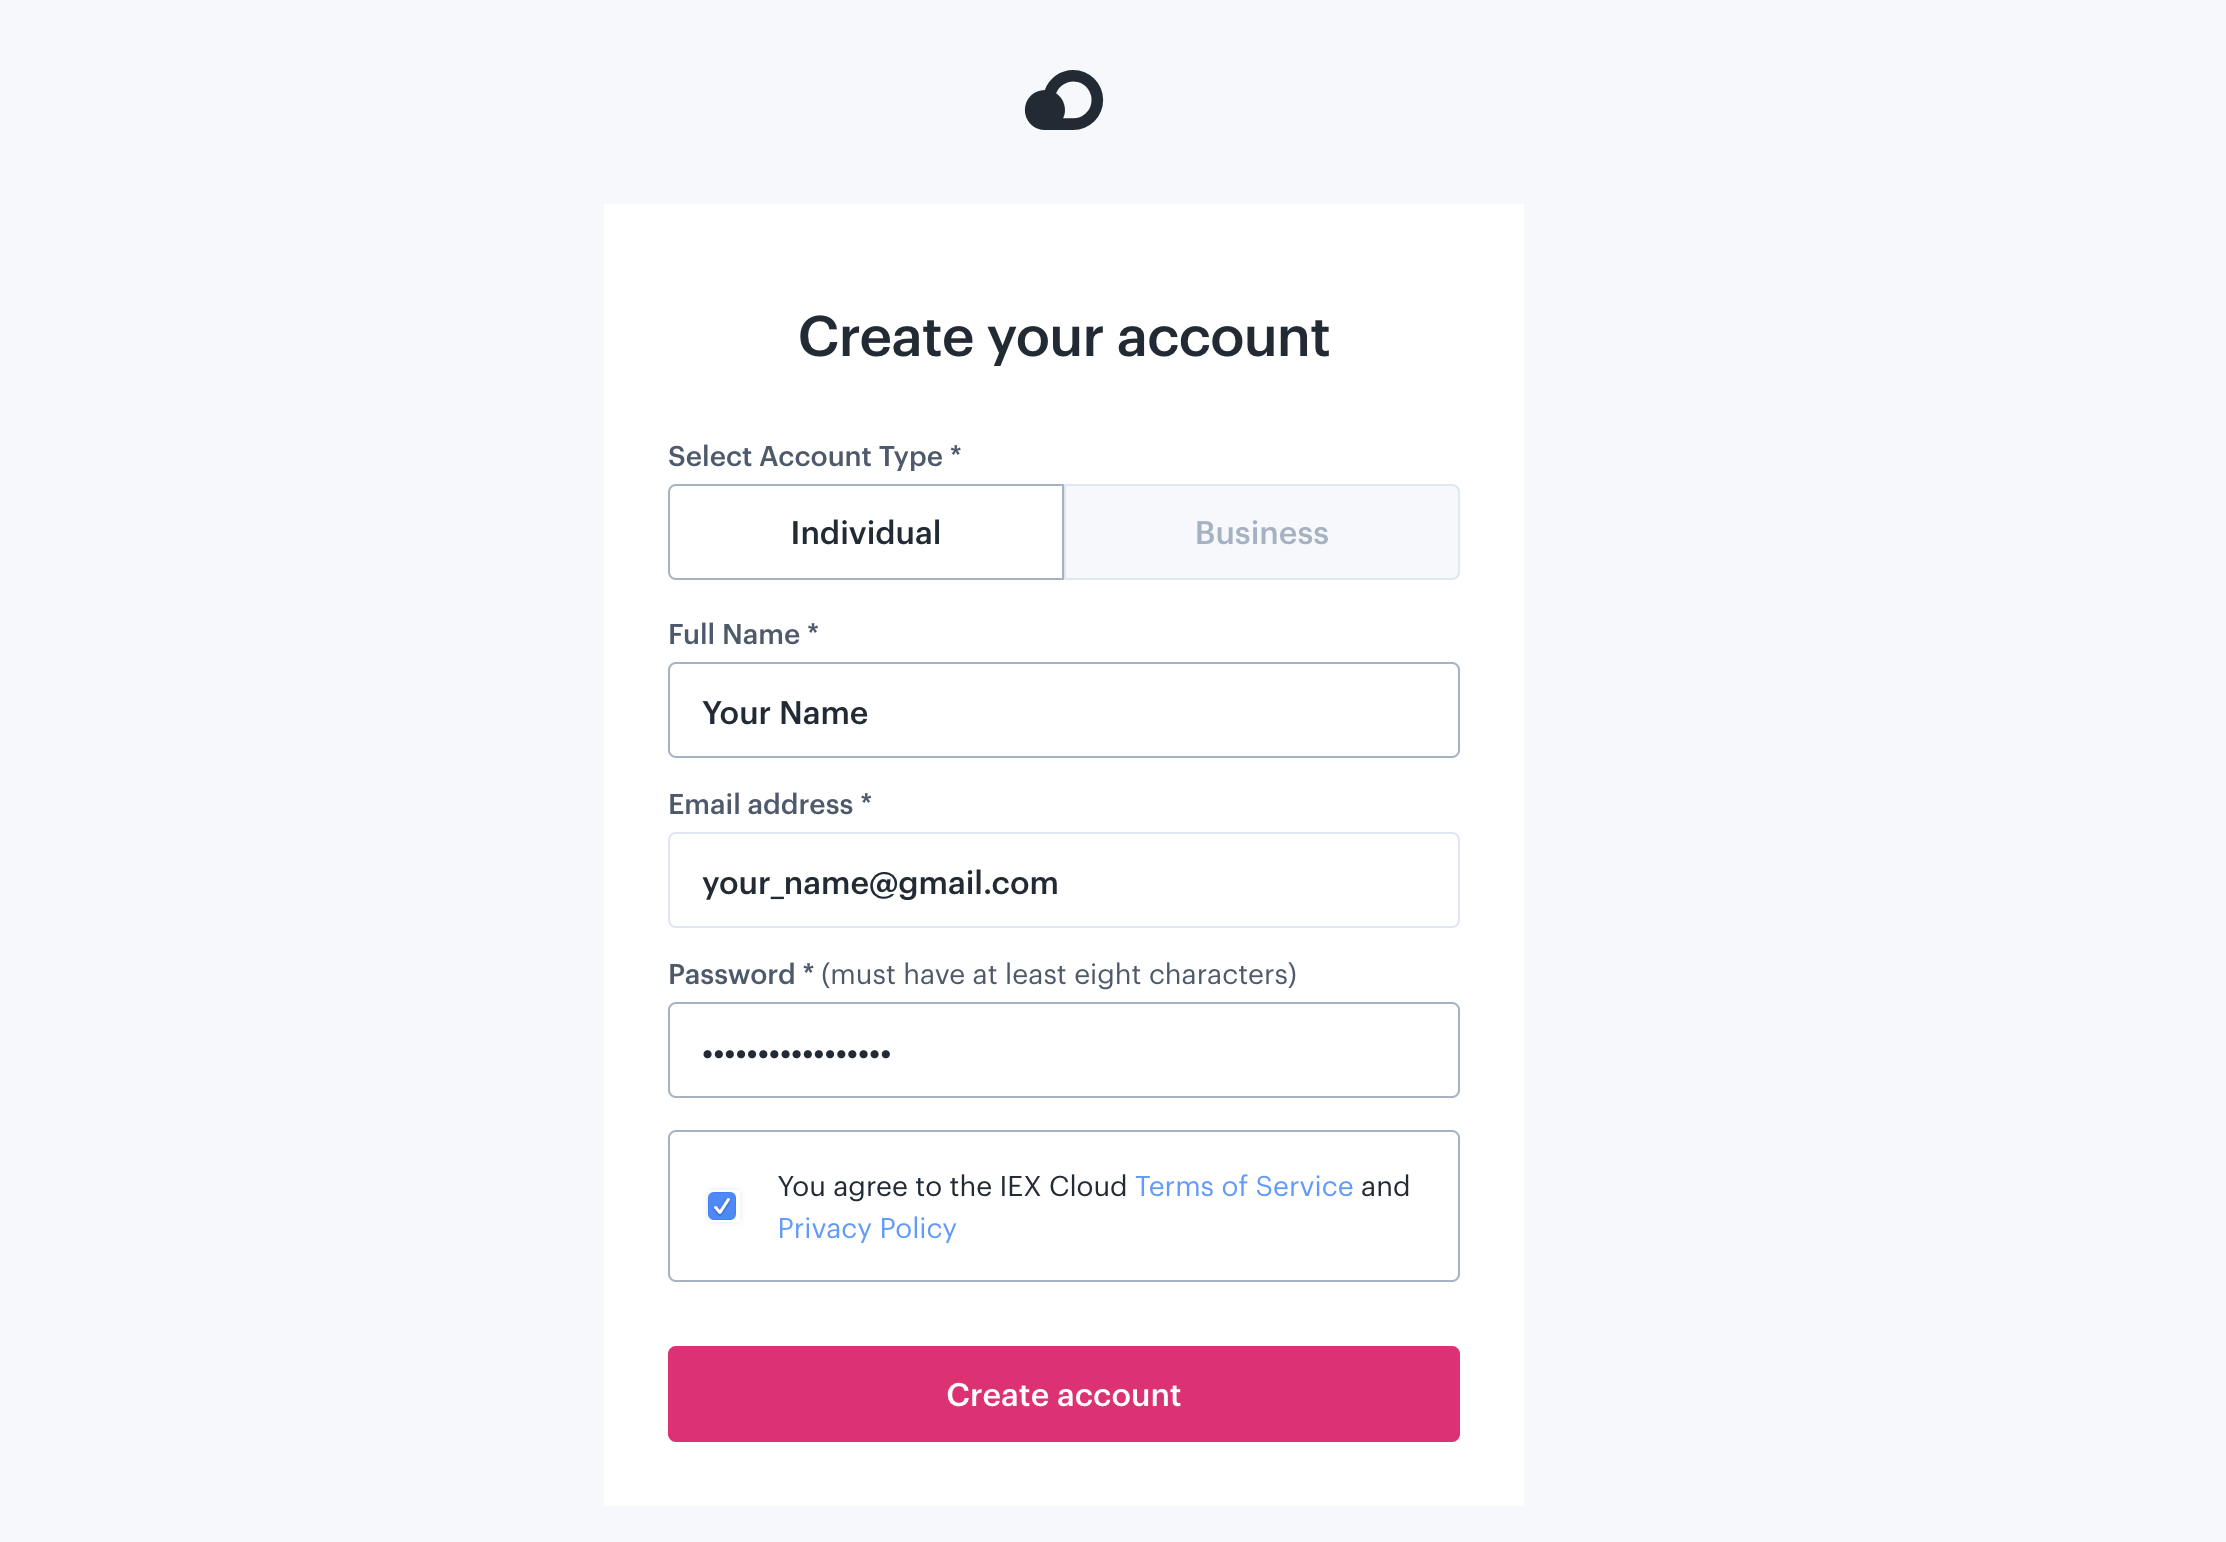 Create your account
Select Account Type *
Individual
Business
Full Name *
Your Name
Email address *
your_name@gmail.com
Password * (must have at least eight characters)
•••••••••••••••••
You agree to the IEX Cloud Terms of Service and
Privacy Policy
Create account